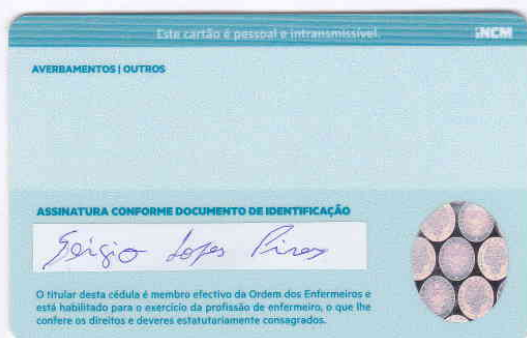 Este cartão é pessoal e intransmissível.
INCM
AVERBAMENTOS | OUTROS
ASSINATURA CONFORME DOCUMENTO DE IDENTIFICAÇÃO
Sérgio Lopes Pires
O titular desta cédula é membro efectivo da Ordem dos Enfermeiros e
está habilitado para o exercício da profissão de enfermeiro, o que lhe
confere os direitos e deveres estatutariamente consagrados.